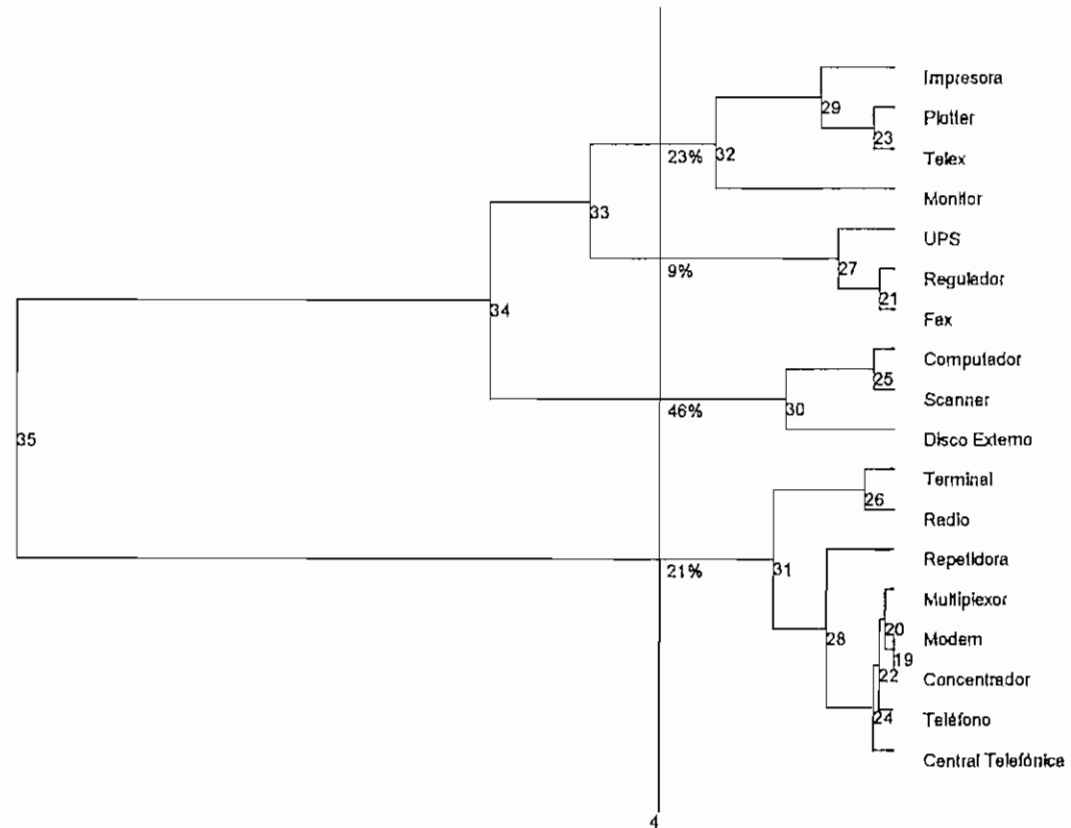 Impresora
29
Plotter
23
Telex
23% 32
Monitor
33
UPS
9% 27
Regulador
21
34
Fax
Computador
25
Scanner
46% 30
35
Disco Externo
Terminal
26
Radio
Repetidora
21% 31
Multiplexor
20
28
Modem
19
22
Concentrador
24
Teléfono
Central Telefónica
4